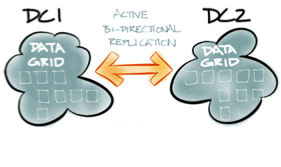 DC1
ACTIVE
BI-DIRECTIONAL
REPLICATION
DC2
DATA
GRID
DATA
GRID